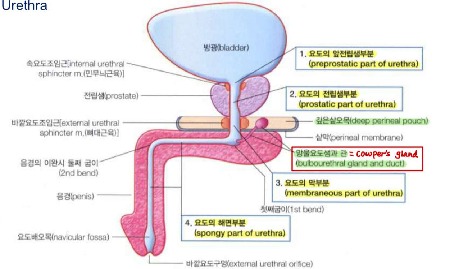 Urethra
방광(bladder)
1. 요도의 앞전립샘부분
(preprostatic part of urethra)
속요도조임근[internal urethral
sphincter m.(민무늬근육)]
전립샘(prostate)
2. 요도의 전립샘부분
(prostatic part of urethra)
바깥요도조임근[external urethral
sphincter m.(뼈대근육)]
깊은샅오목(deep perineal pouch)
샅막(perineal membrane)
망울요도샘과 관 = Cowper's gland
(bulbourethral gland and duct)
음경의 이완시 둘째 굽이
(2nd bend)
3. 요도의 막부분
(membraneous part of urethra)
음경(penis)
첫째굽이(1st bend)
4. 요도의 해면부분
(spongy part of urethra)
요도배오목(navicular fossa)
바깥요도구멍(external urethral orifice)